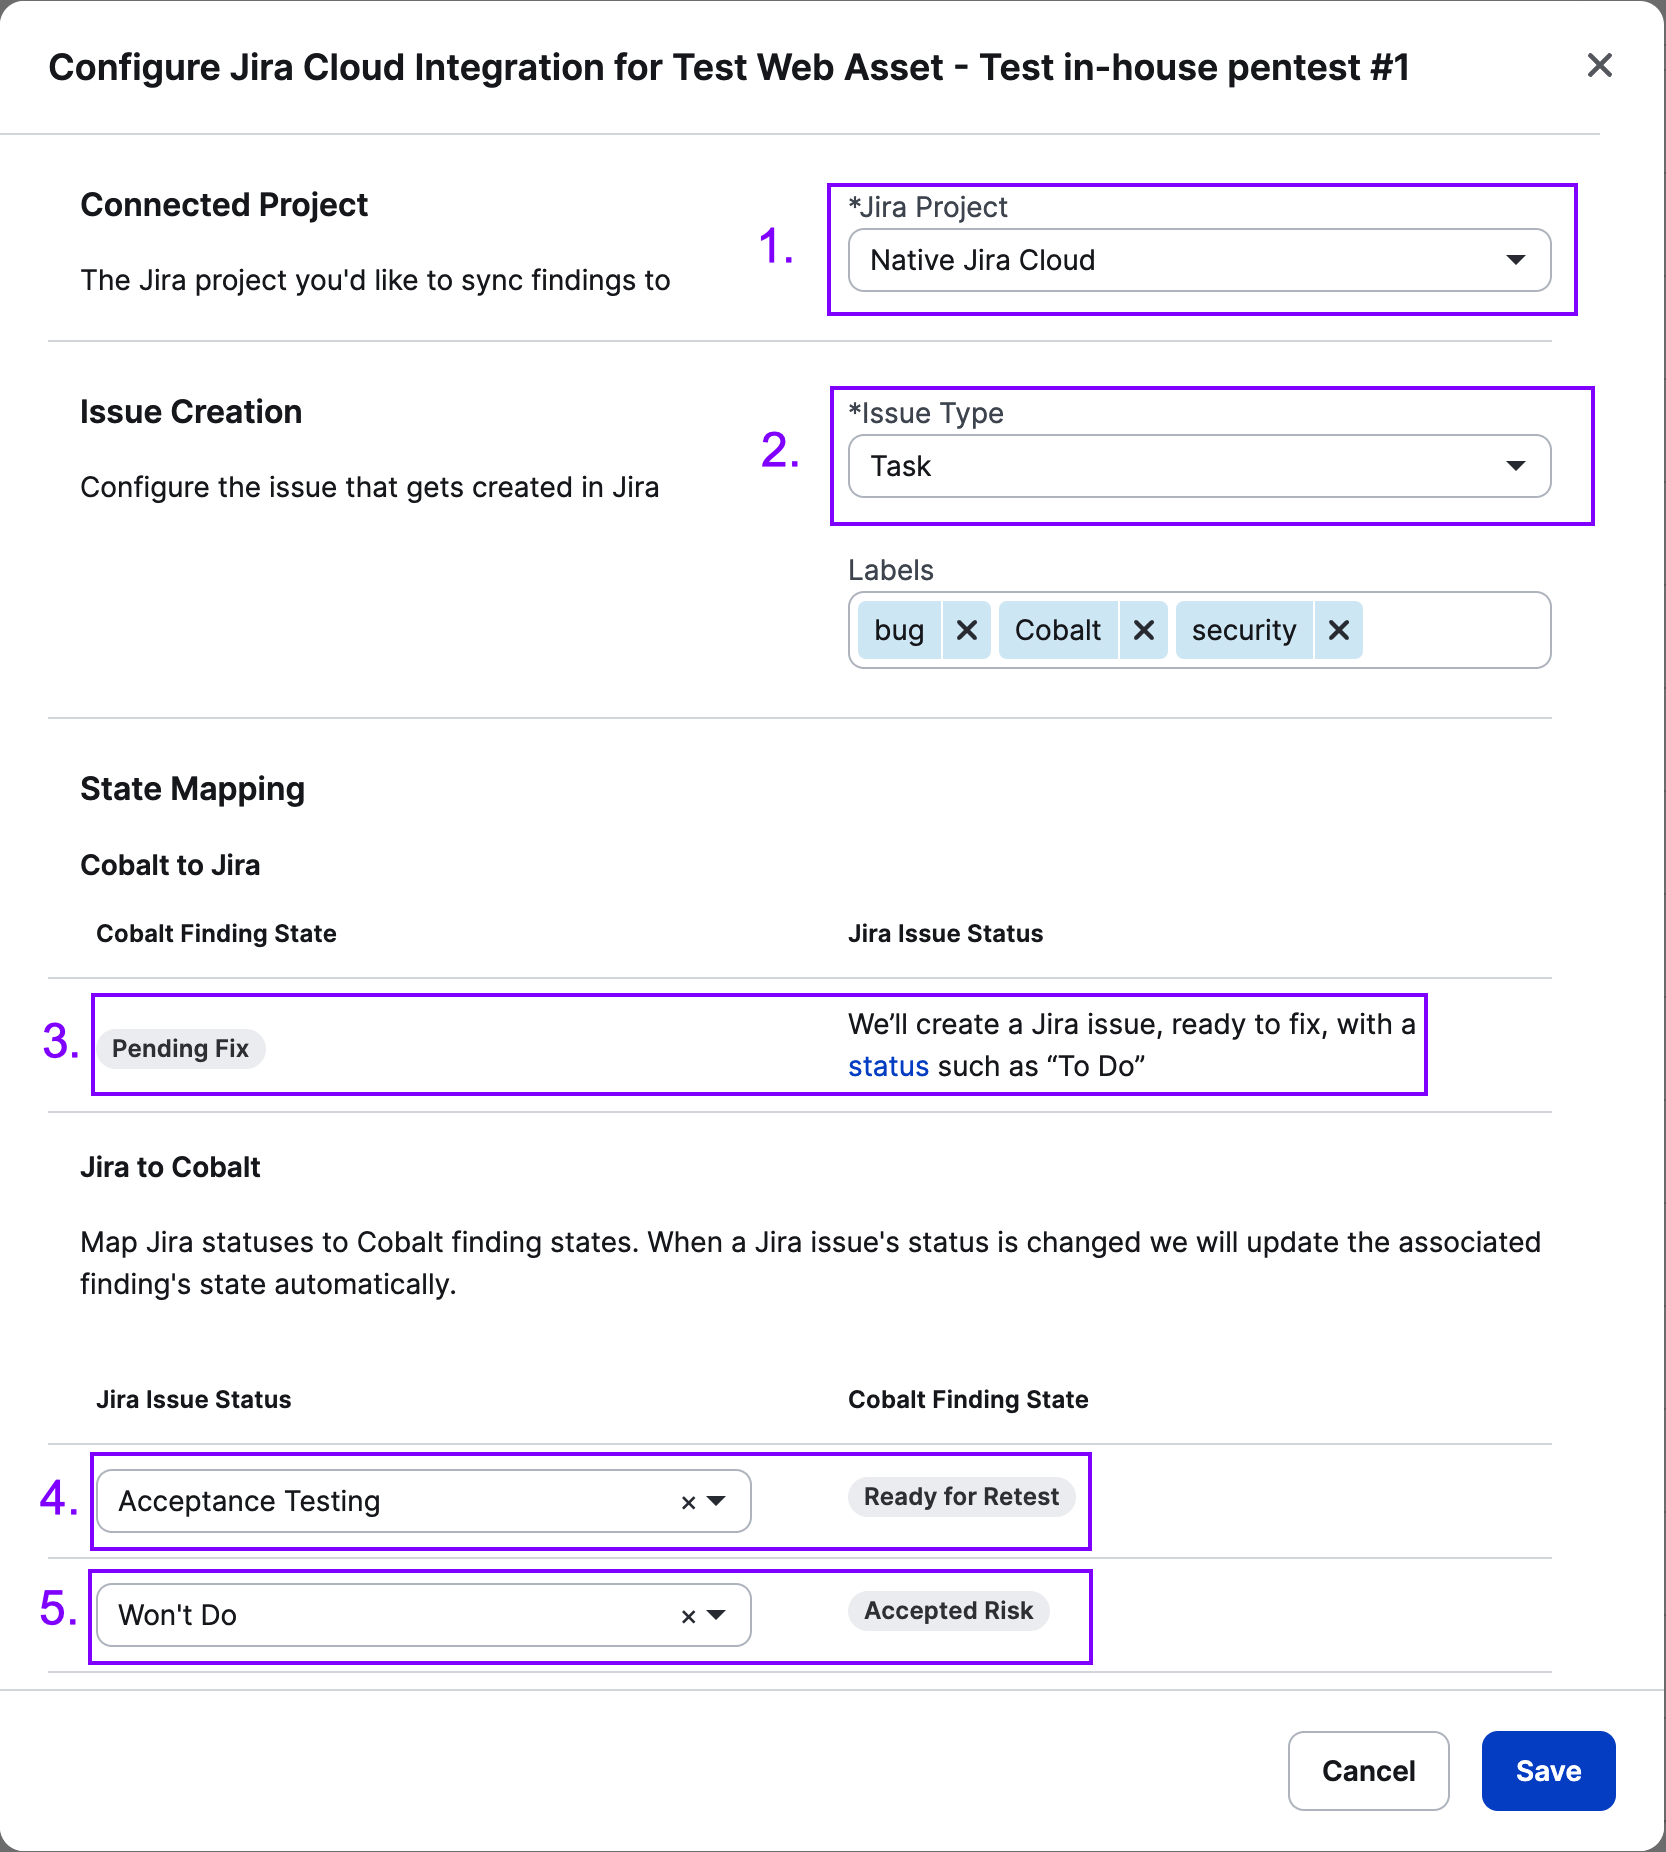 Configure Jira Cloud Integration for Test Web Asset - Test in-house pentest #1
Connected Project
The Jira project you'd like to sync findings to
1.
*Jira Project
Native Jira Cloud
Issue Creation
Configure the issue that gets created in Jira
2.
*Issue Type
Task
Labels
bug Cobalt security
State Mapping
Cobalt to Jira
Cobalt Finding State Jira Issue Status
3.
Pending Fix
We’ll create a Jira issue, ready to fix, with a
status such as “To Do”
Jira to Cobalt
Map Jira statuses to Cobalt finding states. When a Jira issue's status is changed we will update the associated
finding's state automatically.
Jira Issue Status Cobalt Finding State
4. Acceptance Testing Ready for Retest
5. Won't Do Accepted Risk
Cancel Save